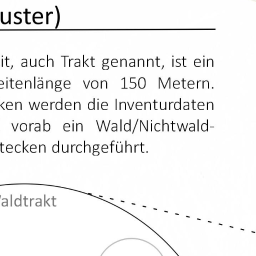 uster)
it, auch Trakt genannt, ist ein
eitenlänge von 150 Metern.
ken werden die Inventurdaten
vorab ein Wald/Nichtwald-
tecken durchgeführt.
aldtrakt